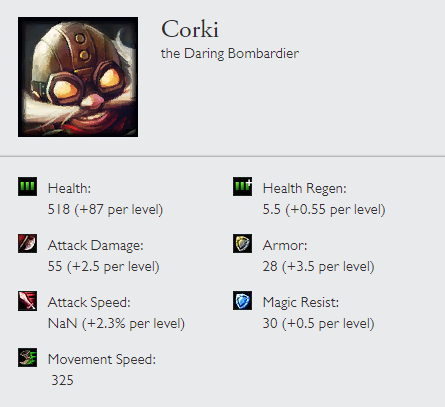 Corki
the Daring Bombardier
Health:
518 (+87 per level)
Health Regen:
5.5 (+0.55 per level)
Attack Damage:
55 (+2.5 per level)
Armor:
28 (+3.5 per level)
Attack Speed:
NaN (+2.3% per level)
Magic Resist:
30 (+0.5 per level)
Movement Speed:
325